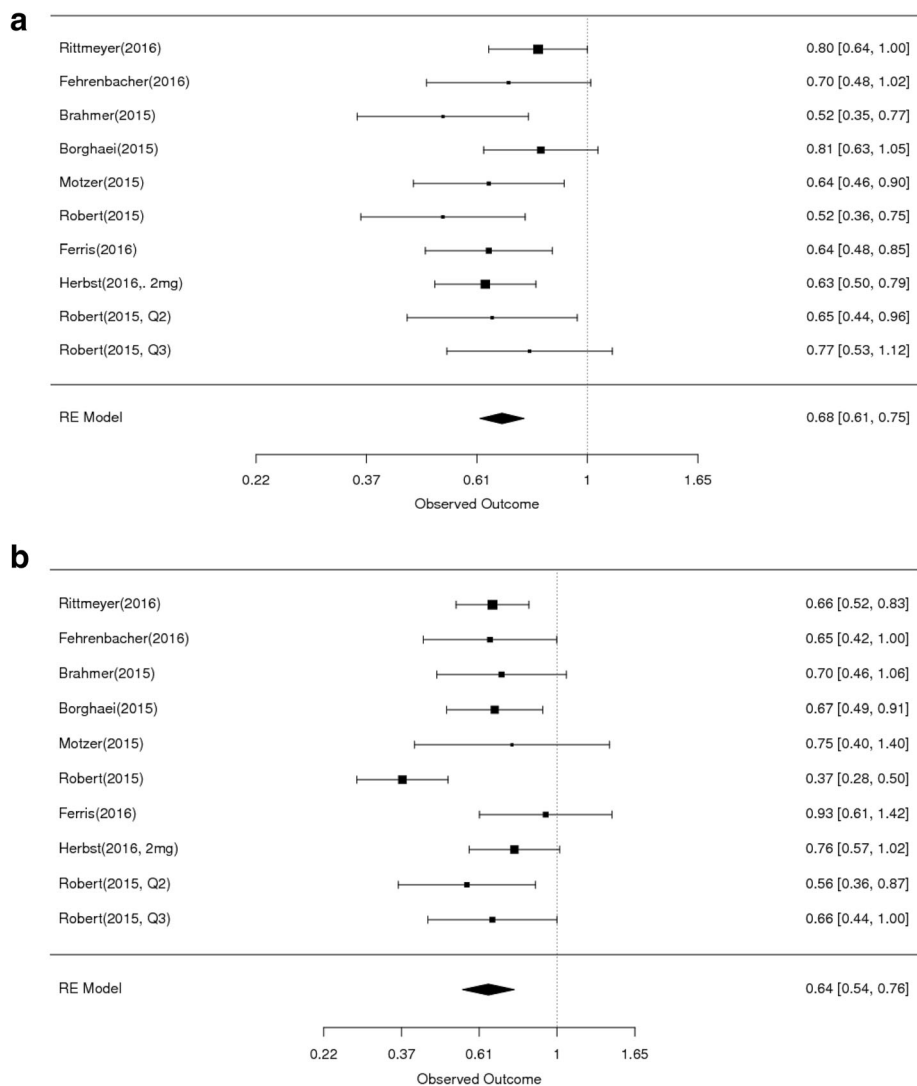 a
Rittmeyer(2016) 0.80 [0.64, 1.00]
Fehrenbacher(2016) 0.70 [0.48, 1.02]
Brahmer(2015) 0.52 [0.35, 0.77]
Borghaei(2015) 0.81 [0.63, 1.05]
Motzer(2015) 0.64 [0.46, 0.90]
Robert(2015) 0.52 [0.36, 0.75]
Ferris(2016) 0.64 [0.48, 0.85]
Herbst(2016,. 2mg) 0.63 [0.50, 0.79]
Robert(2015, Q2) 0.65 [0.44, 0.96]
Robert(2015, Q3) 0.77 [0.53, 1.12]
RE Model 0.68 [0.61, 0.75]
0.22 0.37 0.61 1 1.65
Observed Outcome
b
Rittmeyer(2016) 0.66 [0.52, 0.83]
Fehrenbacher(2016) 0.65 [0.42, 1.00]
Brahmer(2015) 0.70 [0.46, 1.06]
Borghaei(2015) 0.67 [0.49, 0.91]
Motzer(2015) 0.75 [0.40, 1.40]
Robert(2015) 0.37 [0.28, 0.50]
Ferris(2016) 0.93 [0.61, 1.42]
Herbst(2016, 2mg) 0.76 [0.57, 1.02]
Robert(2015, Q2) 0.56 [0.36, 0.87]
Robert(2015, Q3) 0.66 [0.44, 1.00]
RE Model 0.64 [0.54, 0.76]
0.22 0.37 0.61 1 1.65
Observed Outcome